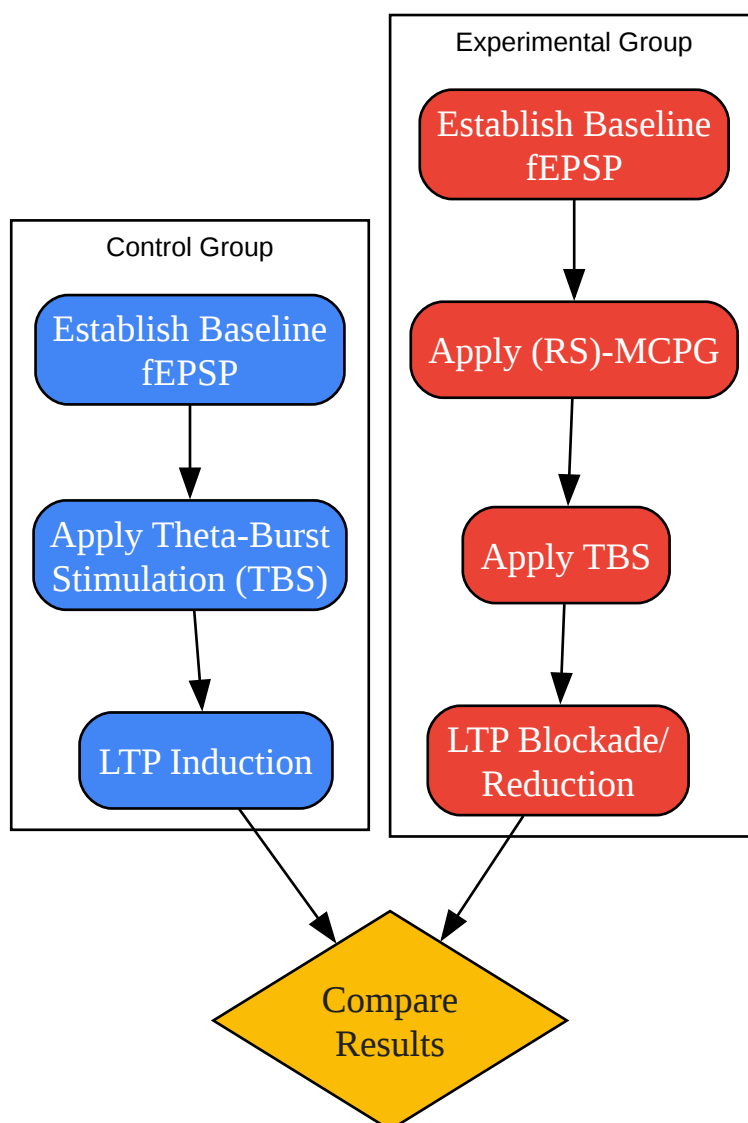 Experimental Group
Establish Baseline
fEPSP
Apply (RS)-MCPG
Apply TBS
LTP Blockade/
Reduction
Control Group
Establish Baseline
fEPSP
Apply Theta-Burst
Stimulation (TBS)
LTP Induction
Compare
Results